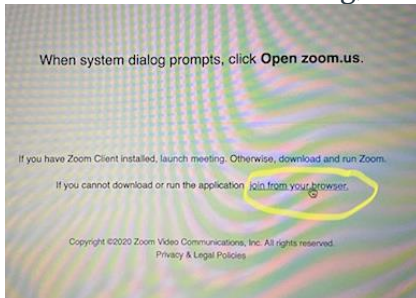 When system dialog prompts, click Open zoom.us.
If you have Zoom Client installed, launch meeting. Otherwise, download and run Zoom.
If you cannot download or run the application, join from your browser.
Copyright ©2020 Zoom Video Communications, Inc. All rights reserved.
Privacy & Legal Policies